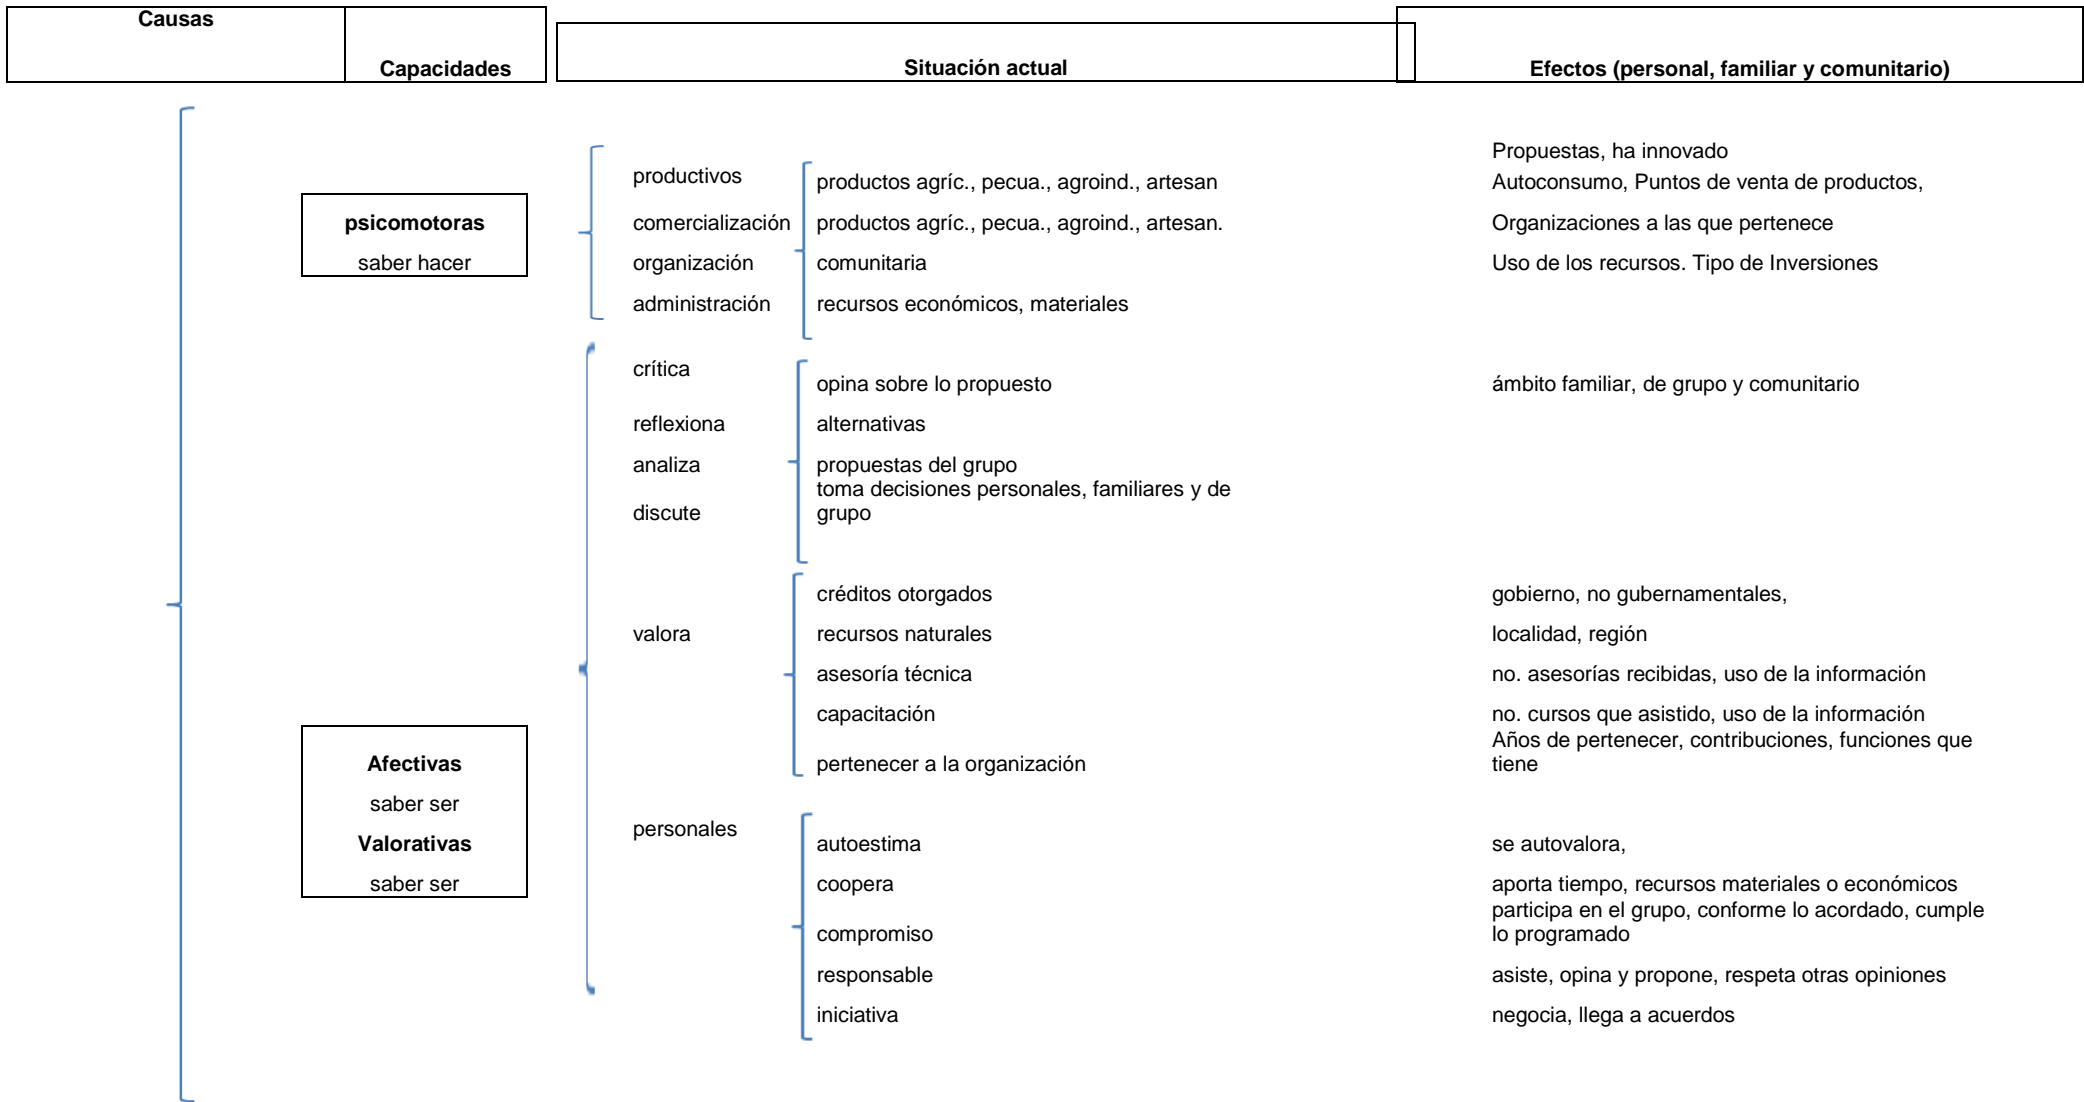 Causas
Capacidades
Situación actual
Efectos (personal, familiar y comunitario)
psicomotoras
saber hacer
productivos
productos agríc., pecua., agroind., artesan
Propuestas, ha innovado
Autoconsumo, Puntos de venta de productos,
comercialización
productos agríc., pecua., agroind., artesan.
Organizaciones a las que pertenece
organización
comunitaria
Uso de los recursos. Tipo de Inversiones
administración
recursos económicos, materiales
crítica
opina sobre lo propuesto
ámbito familiar, de grupo y comunitario
reflexiona
alternativas
analiza
propuestas del grupo
discute
toma decisiones personales, familiares y de
grupo
Afectivas
saber ser
Valorativas
saber ser
valora
créditos otorgados
gobierno, no gubernamentales,
recursos naturales
localidad, región
asesoría técnica
no. asesorías recibidas, uso de la información
capacitación
no. cursos que asistido, uso de la información
pertenecer a la organización
Años de pertenecer, contribuciones, funciones que
tiene
personales
autoestima
se autovalora,
coopera
aporta tiempo, recursos materiales o económicos
compromiso
participa en el grupo, conforme lo acordado, cumple
lo programado
responsable
asiste, opina y propone, respeta otras opiniones
iniciativa
negocia, llega a acuerdos